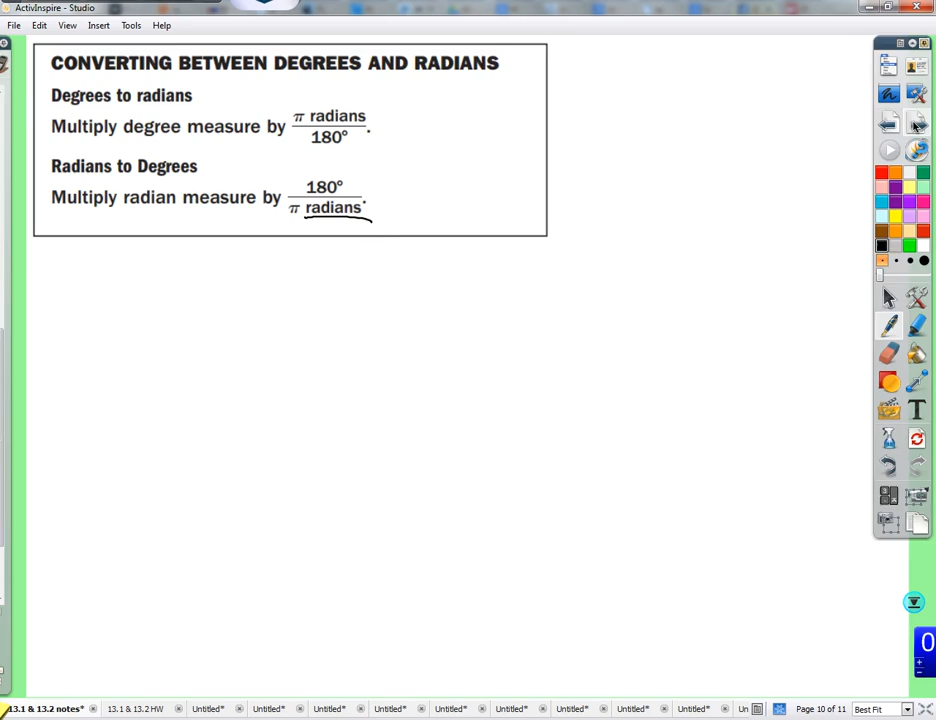 ActivInspire - Studio
File Edit View Insert Tools Help
CONVERTING BETWEEN DEGREES AND RADIANS
Degrees to radians
Multiply degree measure by π radians / 180°.
Radians to Degrees
Multiply radian measure by 180° / π radians.
0
13.1 & 13.2 notes* 13.1 & 13.2 HW Untitled* Untitled* Untitled* Untitled* Untitled* Untitled* Untitled* Untitled* Untitled* Un Page 10 of 11 Best Fit